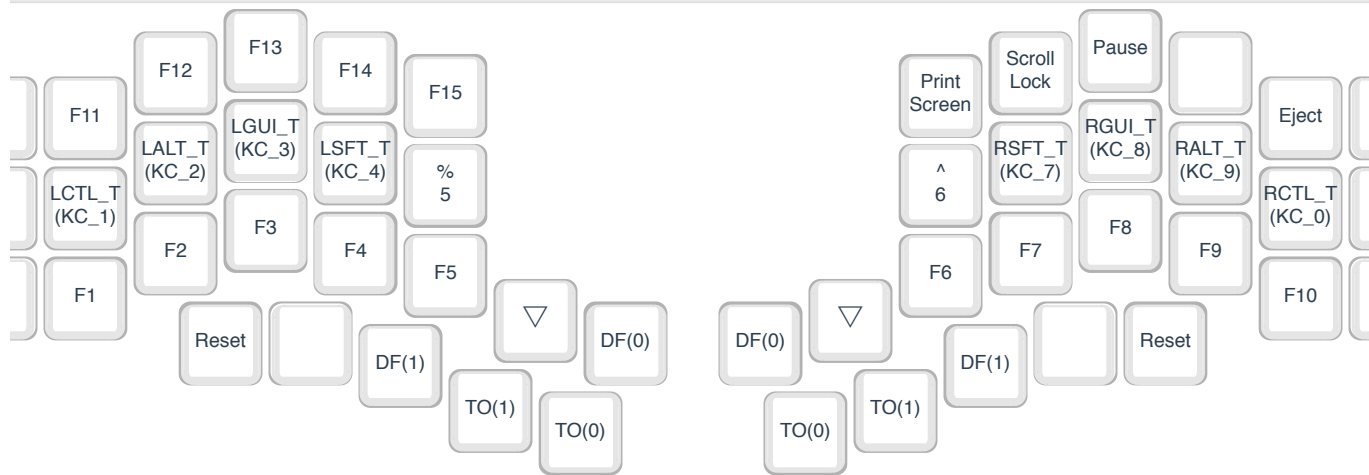 F11
F12
F13
F14
F15
LCTL_T
(KC_1)
LALT_T
(KC_2)
LGUI_T
(KC_3)
LSFT_T
(KC_4)
%
5
F1
F2
F3
F4
F5
Reset
DF(1)
▽
DF(0)
TO(1)
TO(0)
Print
Screen
Scroll
Lock
Pause
Eject
^
6
RSFT_T
(KC_7)
RGUI_T
(KC_8)
RALT_T
(KC_9)
RCTL_T
(KC_0)
F6
F7
F8
F9
F10
DF(0)
▽
DF(1)
Reset
TO(0)
TO(1)